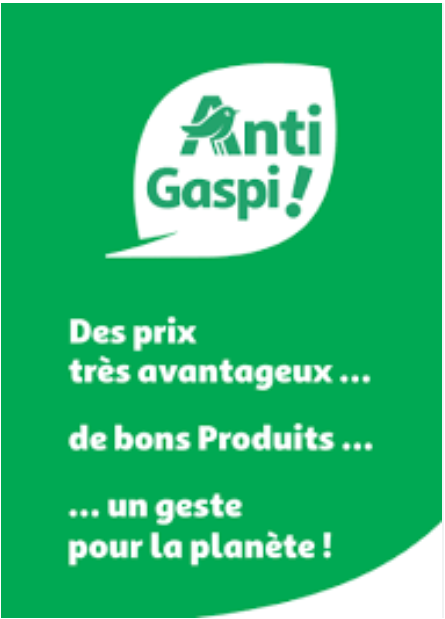 Anti
Gaspi!
Des prix
très avantageux ...
de bons Produits ...
... un geste
pour la planète !